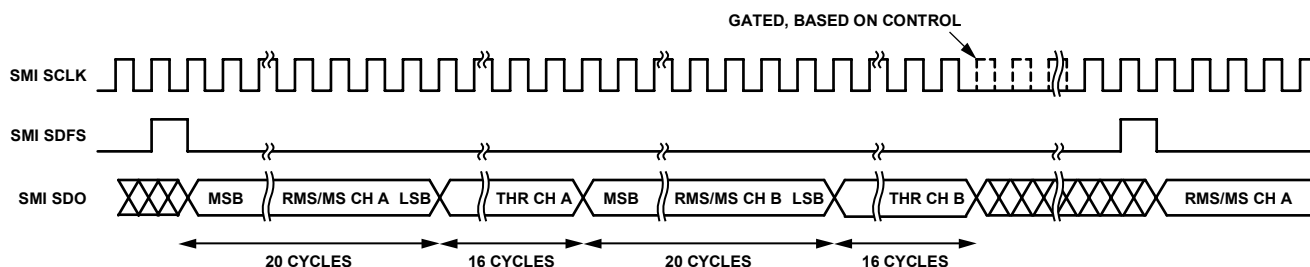 GATED, BASED ON CONTROL
SMI SCLK
SMI SDFS
SMI SDO
MSB
RMS/MS CH A
LSB
THR CH A
MSB
RMS/MS CH B
LSB
THR CH B
RMS/MS CH A
20 CYCLES
16 CYCLES
20 CYCLES
16 CYCLES